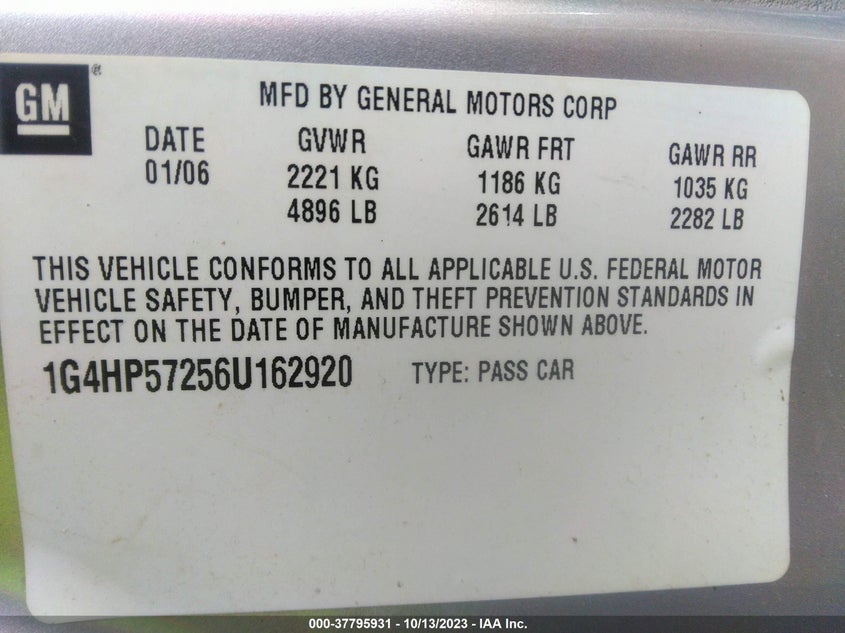 GM®
MFD BY GENERAL MOTORS CORP
DATE GVWR GAWR FRT GAWR RR
01/06 2221 KG 1186 KG 1035 KG
4896 LB 2614 LB 2282 LB
THIS VEHICLE CONFORMS TO ALL APPLICABLE U.S. FEDERAL MOTOR
VEHICLE SAFETY, BUMPER, AND THEFT PREVENTION STANDARDS IN
EFFECT ON THE DATE OF MANUFACTURE SHOWN ABOVE.
1G4HP57256U162920 TYPE: PASS CAR
000-37795931 - 10/13/2023 - IAA Inc.